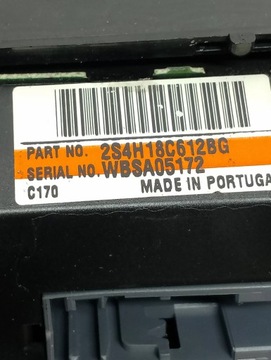 PART NO. 2S4H18C612BG
SERIAL NO. WBSA05172
C170 MADE IN PORTUGA